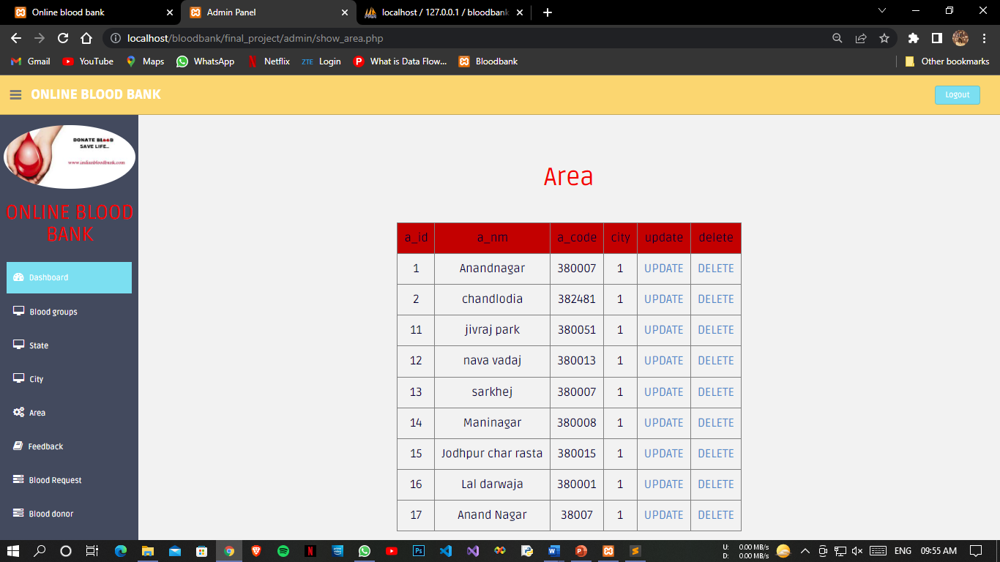 Online blood bank
Admin Panel
localhost / 127.0.0.1 / bloodbank
localhost/bloodbank/final_project/admin/show_area.php
Gmail YouTube Maps WhatsApp Netflix ZTE Login What is Data Flow... Bloodbank Other bookmarks
ONLINE BLOOD BANK Logout
DONATE BLOOD
SAVE LIFE..
www.indianbloodbank.com
ONLINE BLOOD
BANK
Dashboard
Blood groups
State
City
Area
Feedback
Blood Request
Blood donor
Area
a_id a_nm a_code city update delete
1 Anandnagar 380007 1 UPDATE DELETE
2 chandlodia 382481 1 UPDATE DELETE
11 jivraj park 380051 1 UPDATE DELETE
12 nava vadaj 380013 1 UPDATE DELETE
13 sarkhej 380007 1 UPDATE DELETE
14 Maninagar 380008 1 UPDATE DELETE
15 Jodhpur char rasta 380015 1 UPDATE DELETE
16 Lal darwaja 380001 1 UPDATE DELETE
17 Anand Nagar 38007 1 UPDATE DELETE
U: 0.00 MB/s
D: 0.00 MB/s
ENG 09:55 AM